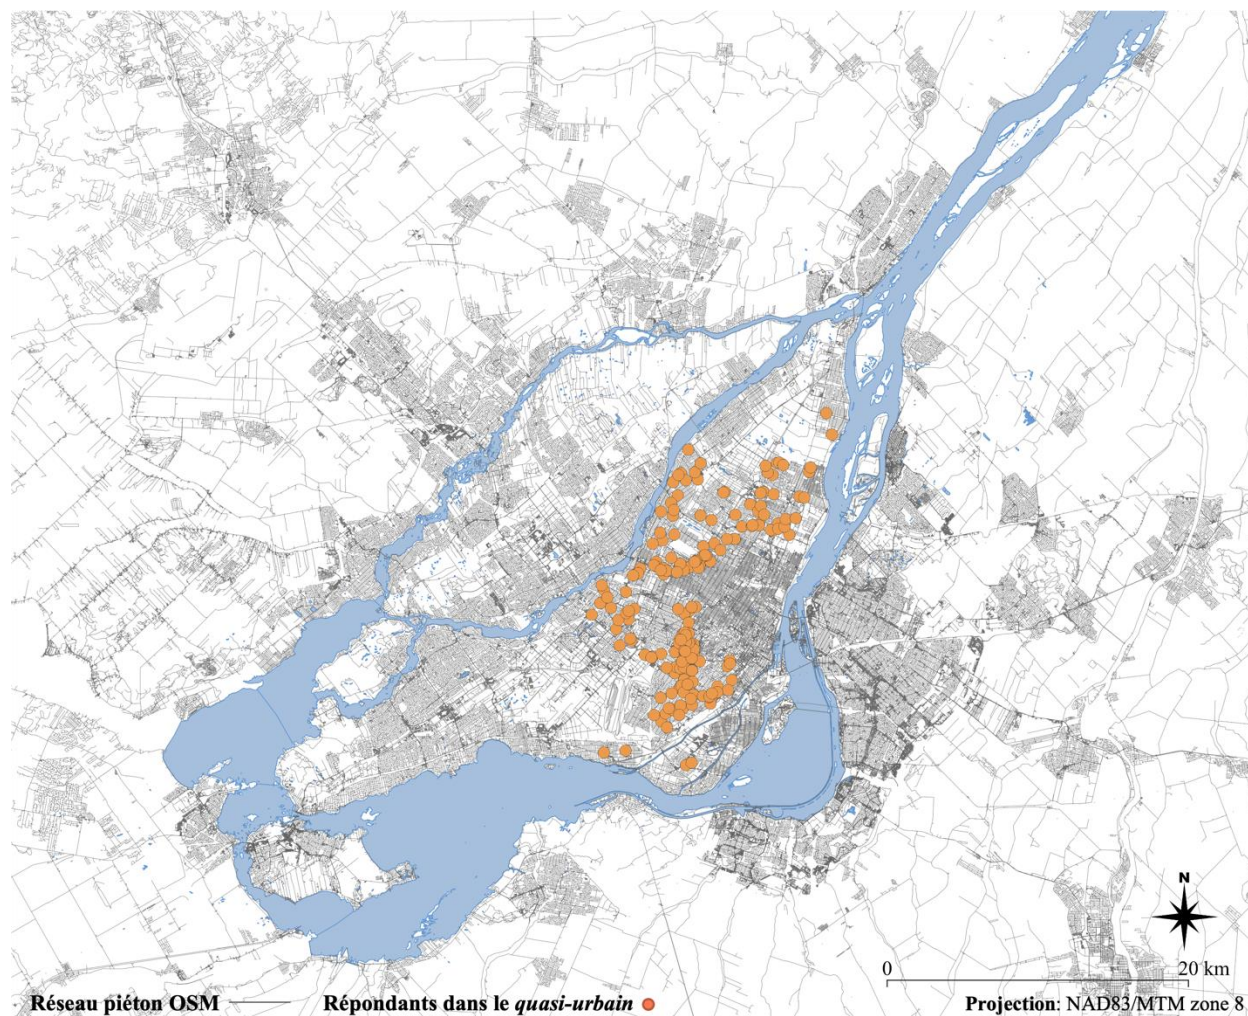 N
0 20 km
Réseau piéton OSM Répondants dans le quasi-urbain Projection: NAD83/MTM zone 8